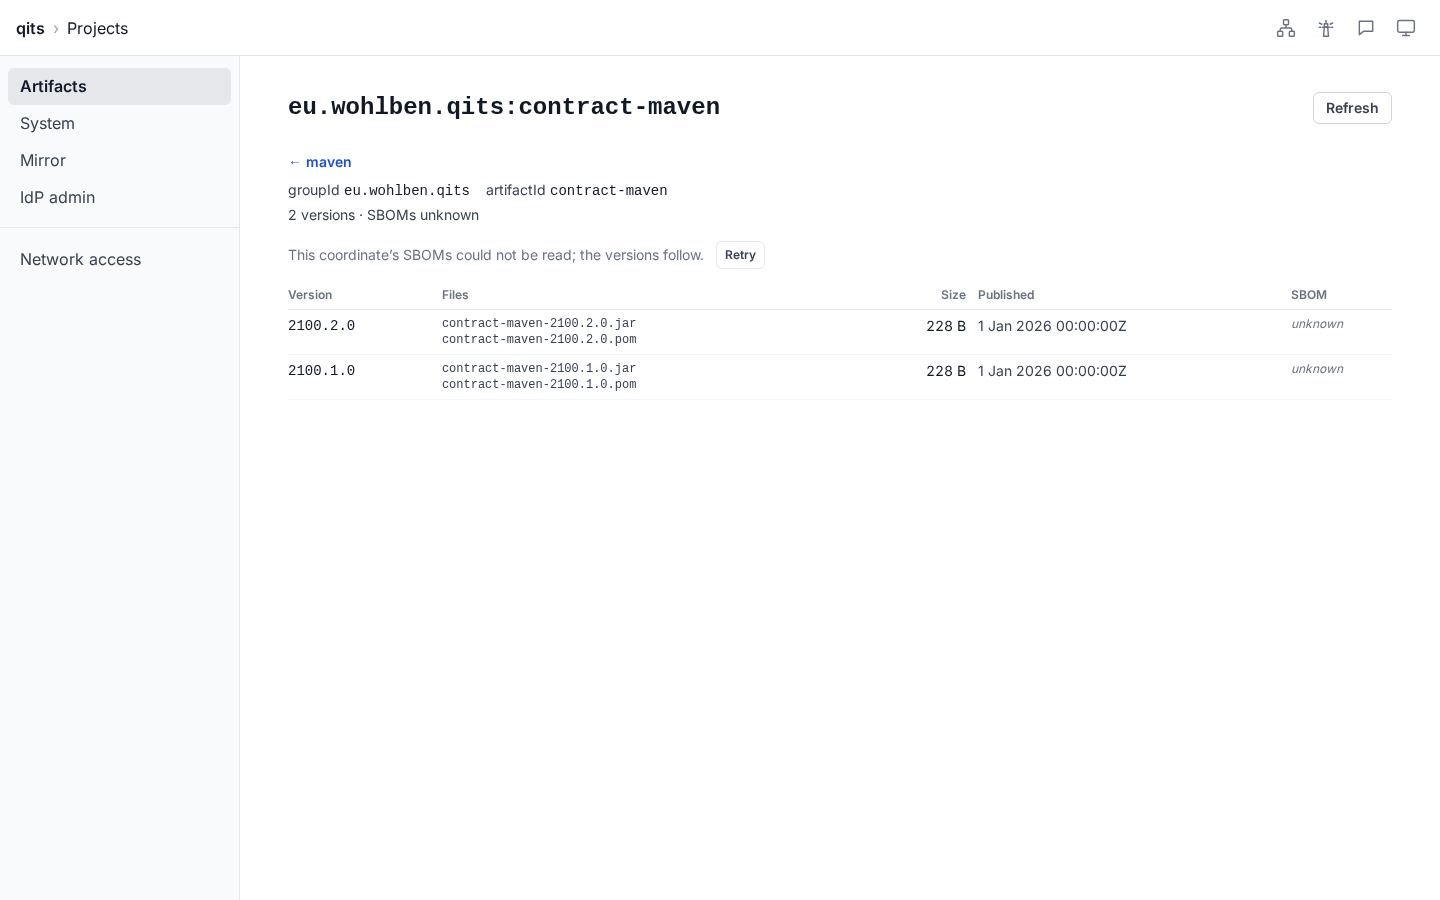 qits › Projects
Artifacts
System
Mirror
IdP admin
Network access
eu.wohlben.qits:contract-maven
Refresh
← maven
groupId eu.wohlben.qits artifactId contract-maven
2 versions · SBOMs unknown
This coordinate’s SBOMs could not be read; the versions follow. Retry
Version Files Size Published SBOM
2100.2.0 contract-maven-2100.2.0.jar 228 B 1 Jan 2026 00:00:00Z unknown
contract-maven-2100.2.0.pom
2100.1.0 contract-maven-2100.1.0.jar 228 B 1 Jan 2026 00:00:00Z unknown
contract-maven-2100.1.0.pom